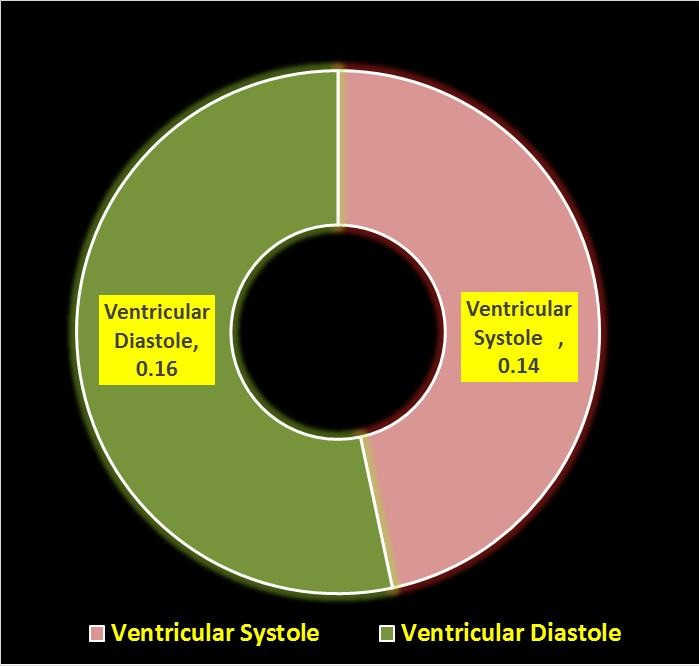 Ventricular
Diastole,
0.16
Ventricular
Systole ,
0.14
Ventricular Systole
Ventricular Diastole